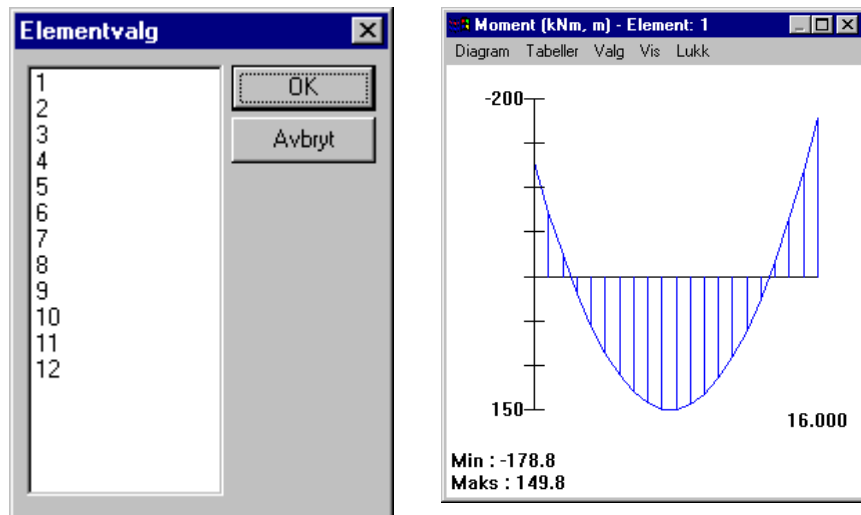 Elementvalg
1
2
3
4
5
6
7
8
9
10
11
12
OK
Avbryt
Moment (kNm, m) - Element: 1
Diagram Tabeller Valg Vis Lukk
-200
150
16.000
Min : -178.8
Maks : 149.8